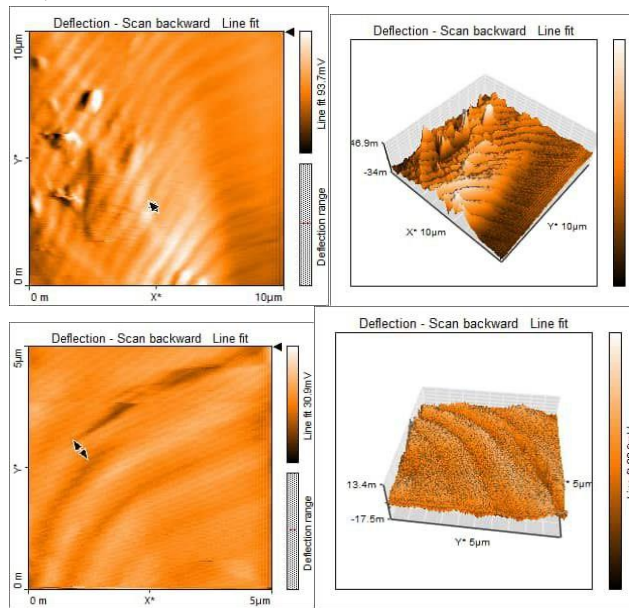 Deflection - Scan backward Line fit
10µm
Y*
0 m
0 m
X*
10µm
Line fit 93.7mV
Deflection range
Deflection - Scan backward Line fit
46.9m
-34m
X* 10µm
Y* 10µm
Deflection - Scan backward Line fit
5µm
Y*
0 m
0 m
X*
5µm
Line fit 30.9mV
Deflection range
Deflection - Scan backward Line fit
13.4m
-17.5m
Y* 5µm
* 5µm